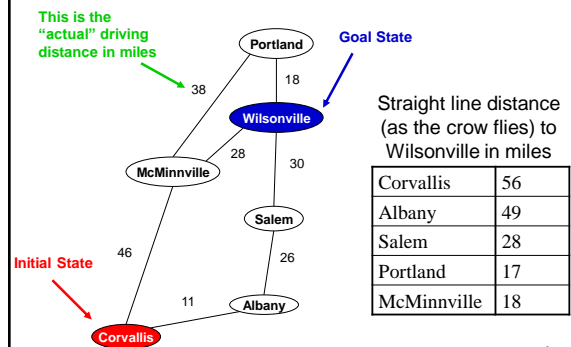 This is the
“actual” driving
distance in miles
Portland
Goal State
18
38
Wilsonville
28
McMinnville
30
Salem
46
26
Initial State
11
Albany
Corvallis
Straight line distance
(as the crow flies) to
Wilsonville in miles
Corvallis 56
Albany 49
Salem 28
Portland 17
McMinnville 18